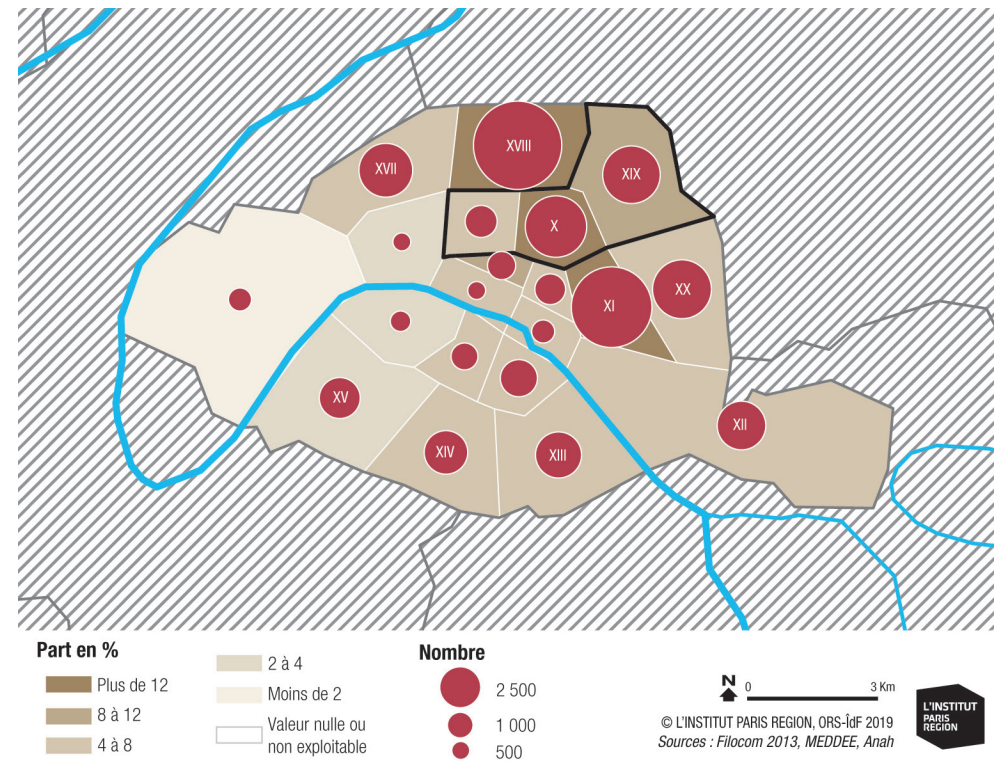 XVIII
XVII
XIX
X
XI
XX
XV
XII
XIV
XIII
Part en %
Plus de 12
8 à 12
4 à 8
2 à 4
Moins de 2
Valeur nulle ou
non exploitable
Nombre
2 500
1 000
500
N
0
3 Km
© L'INSTITUT PARIS REGION, ORS-ÎdF 2019
Sources : Filocom 2013, MEDDEE, Anah
L'INSTITUT
PARIS
REGION